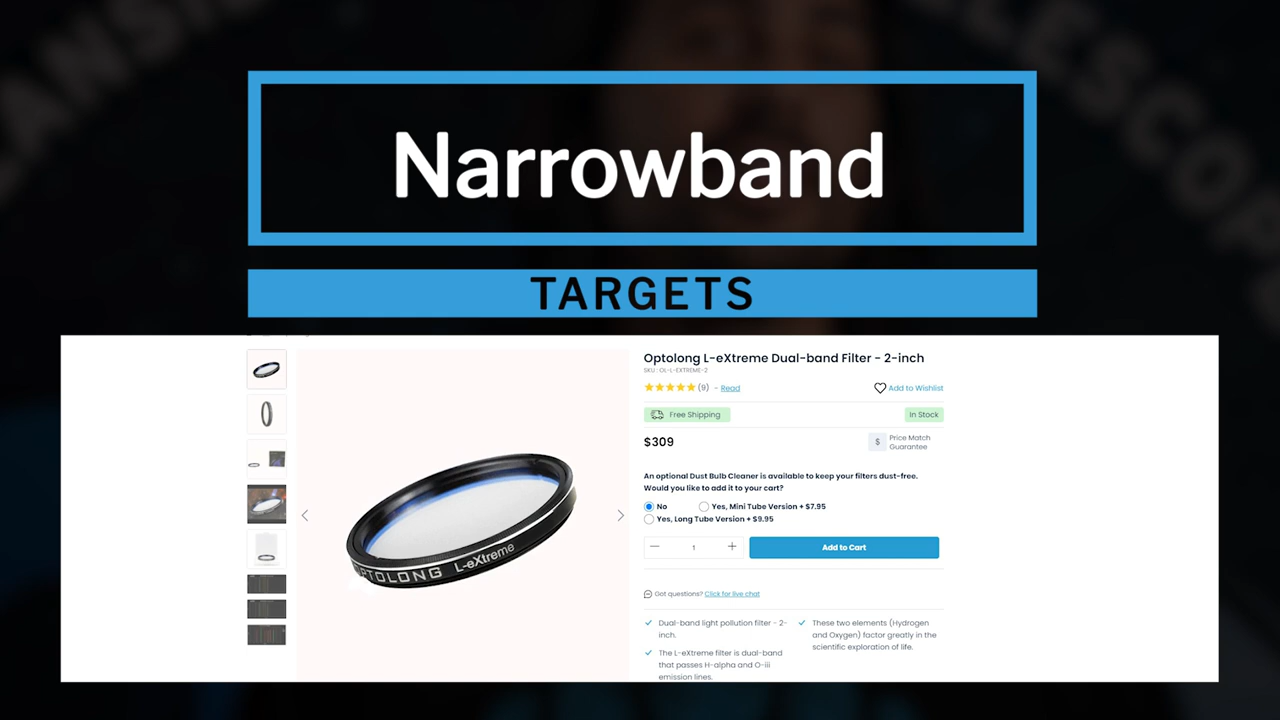 Narrowband
TARGETS
Optolong L-eXtreme Dual-band Filter - 2-inch
SKU : OL-L-EXTREME-2
(9) - Read
Add to Wishlist
Free Shipping
In Stock
$309
$ Price Match
Guarantee
An optional Dust Bulb Cleaner is available to keep your filters dust-free.
Would you like to add it to your cart?
No
Yes, Mini Tube Version + $7.95
Yes, Long Tube Version + $9.95
1
Add to Cart
OPTOLONG L-eXtreme
Got questions? Click for live chat
Dual-band light pollution filter - 2-
inch.
The L-eXtreme filter is dual-band
that passes H-alpha and O-iii
emission lines.
These two elements (Hydrogen
and Oxygen) factor greatly in the
scientific exploration of life.